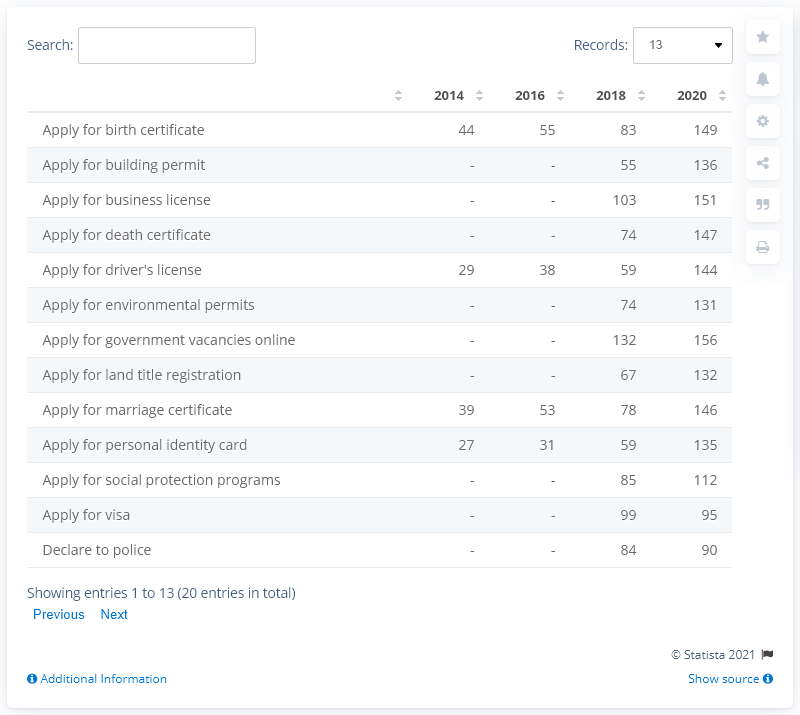 Search: Records: 13
2014 2016 2018 2020
Apply for birth certificate 44 55 83 149
Apply for building permit - - 55 136
Apply for business license - - 103 151
Apply for death certificate - - 74 147
Apply for driver's license 29 38 59 144
Apply for environmental permits - - 74 131
Apply for government vacancies online - - 132 156
Apply for land title registration - - 67 132
Apply for marriage certificate 39 53 78 146
Apply for personal identity card 27 31 59 135
Apply for social protection programs - - 85 112
Apply for visa - - 99 95
Declare to police - - 84 90
Showing entries 1 to 13 (20 entries in total)
Previous Next
© Statista 2021
Additional Information Show source